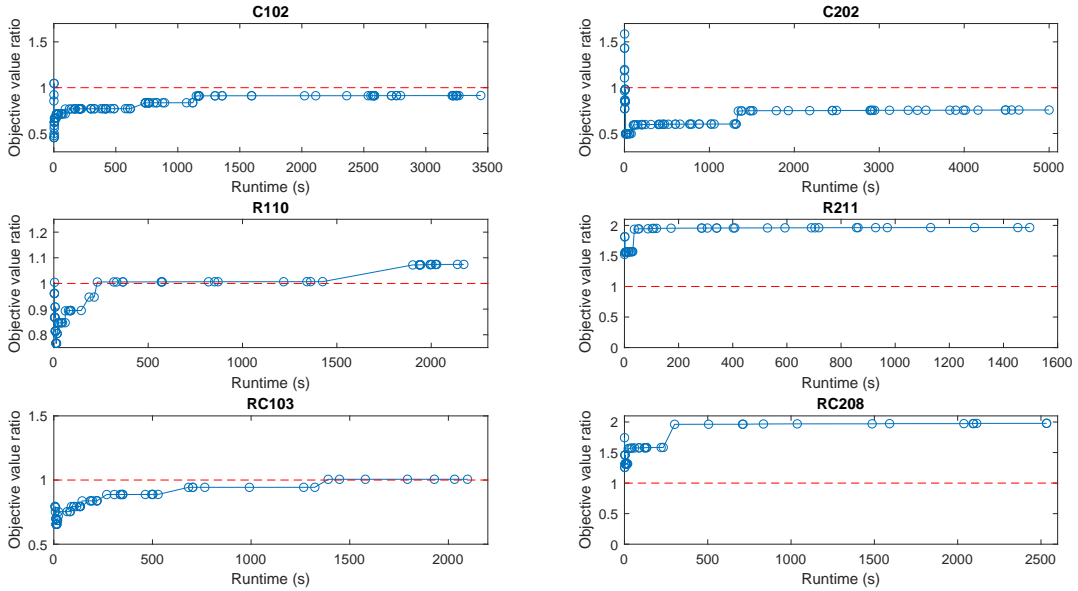 C102
Objective value ratio
1.5
1
0.5
0 500 1000 1500 2000 2500 3000 3500
Runtime (s)
C202
Objective value ratio
1.5
1
0.5
0 1000 2000 3000 4000 5000
Runtime (s)
R110
Objective value ratio
1.2
1.1
1
0.9
0.8
0 500 1000 1500 2000
Runtime (s)
R211
Objective value ratio
2
1.5
1
0.5
0
0 200 400 600 800 1000 1200 1400 1600
Runtime (s)
RC103
Objective value ratio
1.5
1
0.5
0 500 1000 1500 2000
Runtime (s)
RC208
Objective value ratio
2
1.5
1
0.5
0
0 500 1000 1500 2000 2500
Runtime (s)